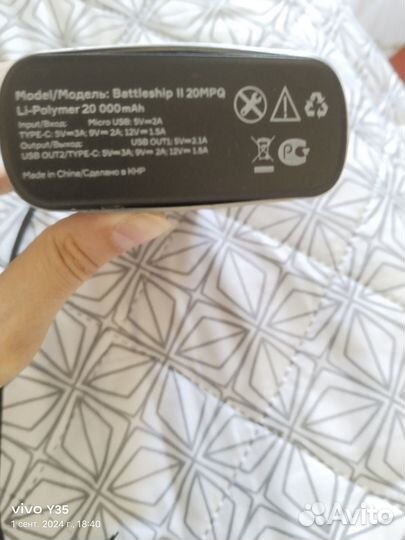 Model/Модель: Battleship II 20MPQ
Li-Polymer 20 000mAh
Input/Вход: Micro USB: 5V=2A
TYPE-C: 5V=3A; 9V= 2A; 12V= 1.5A
Output/Выход: USB OUT1: 5V=2.1A
USB OUT2/TYPE-C: 5V=3A; 9V= 2A; 12V= 1.5A
Made in China/Сделано в КНР
vivo Y35
1 сент. 2024 г., 18:40
Avito